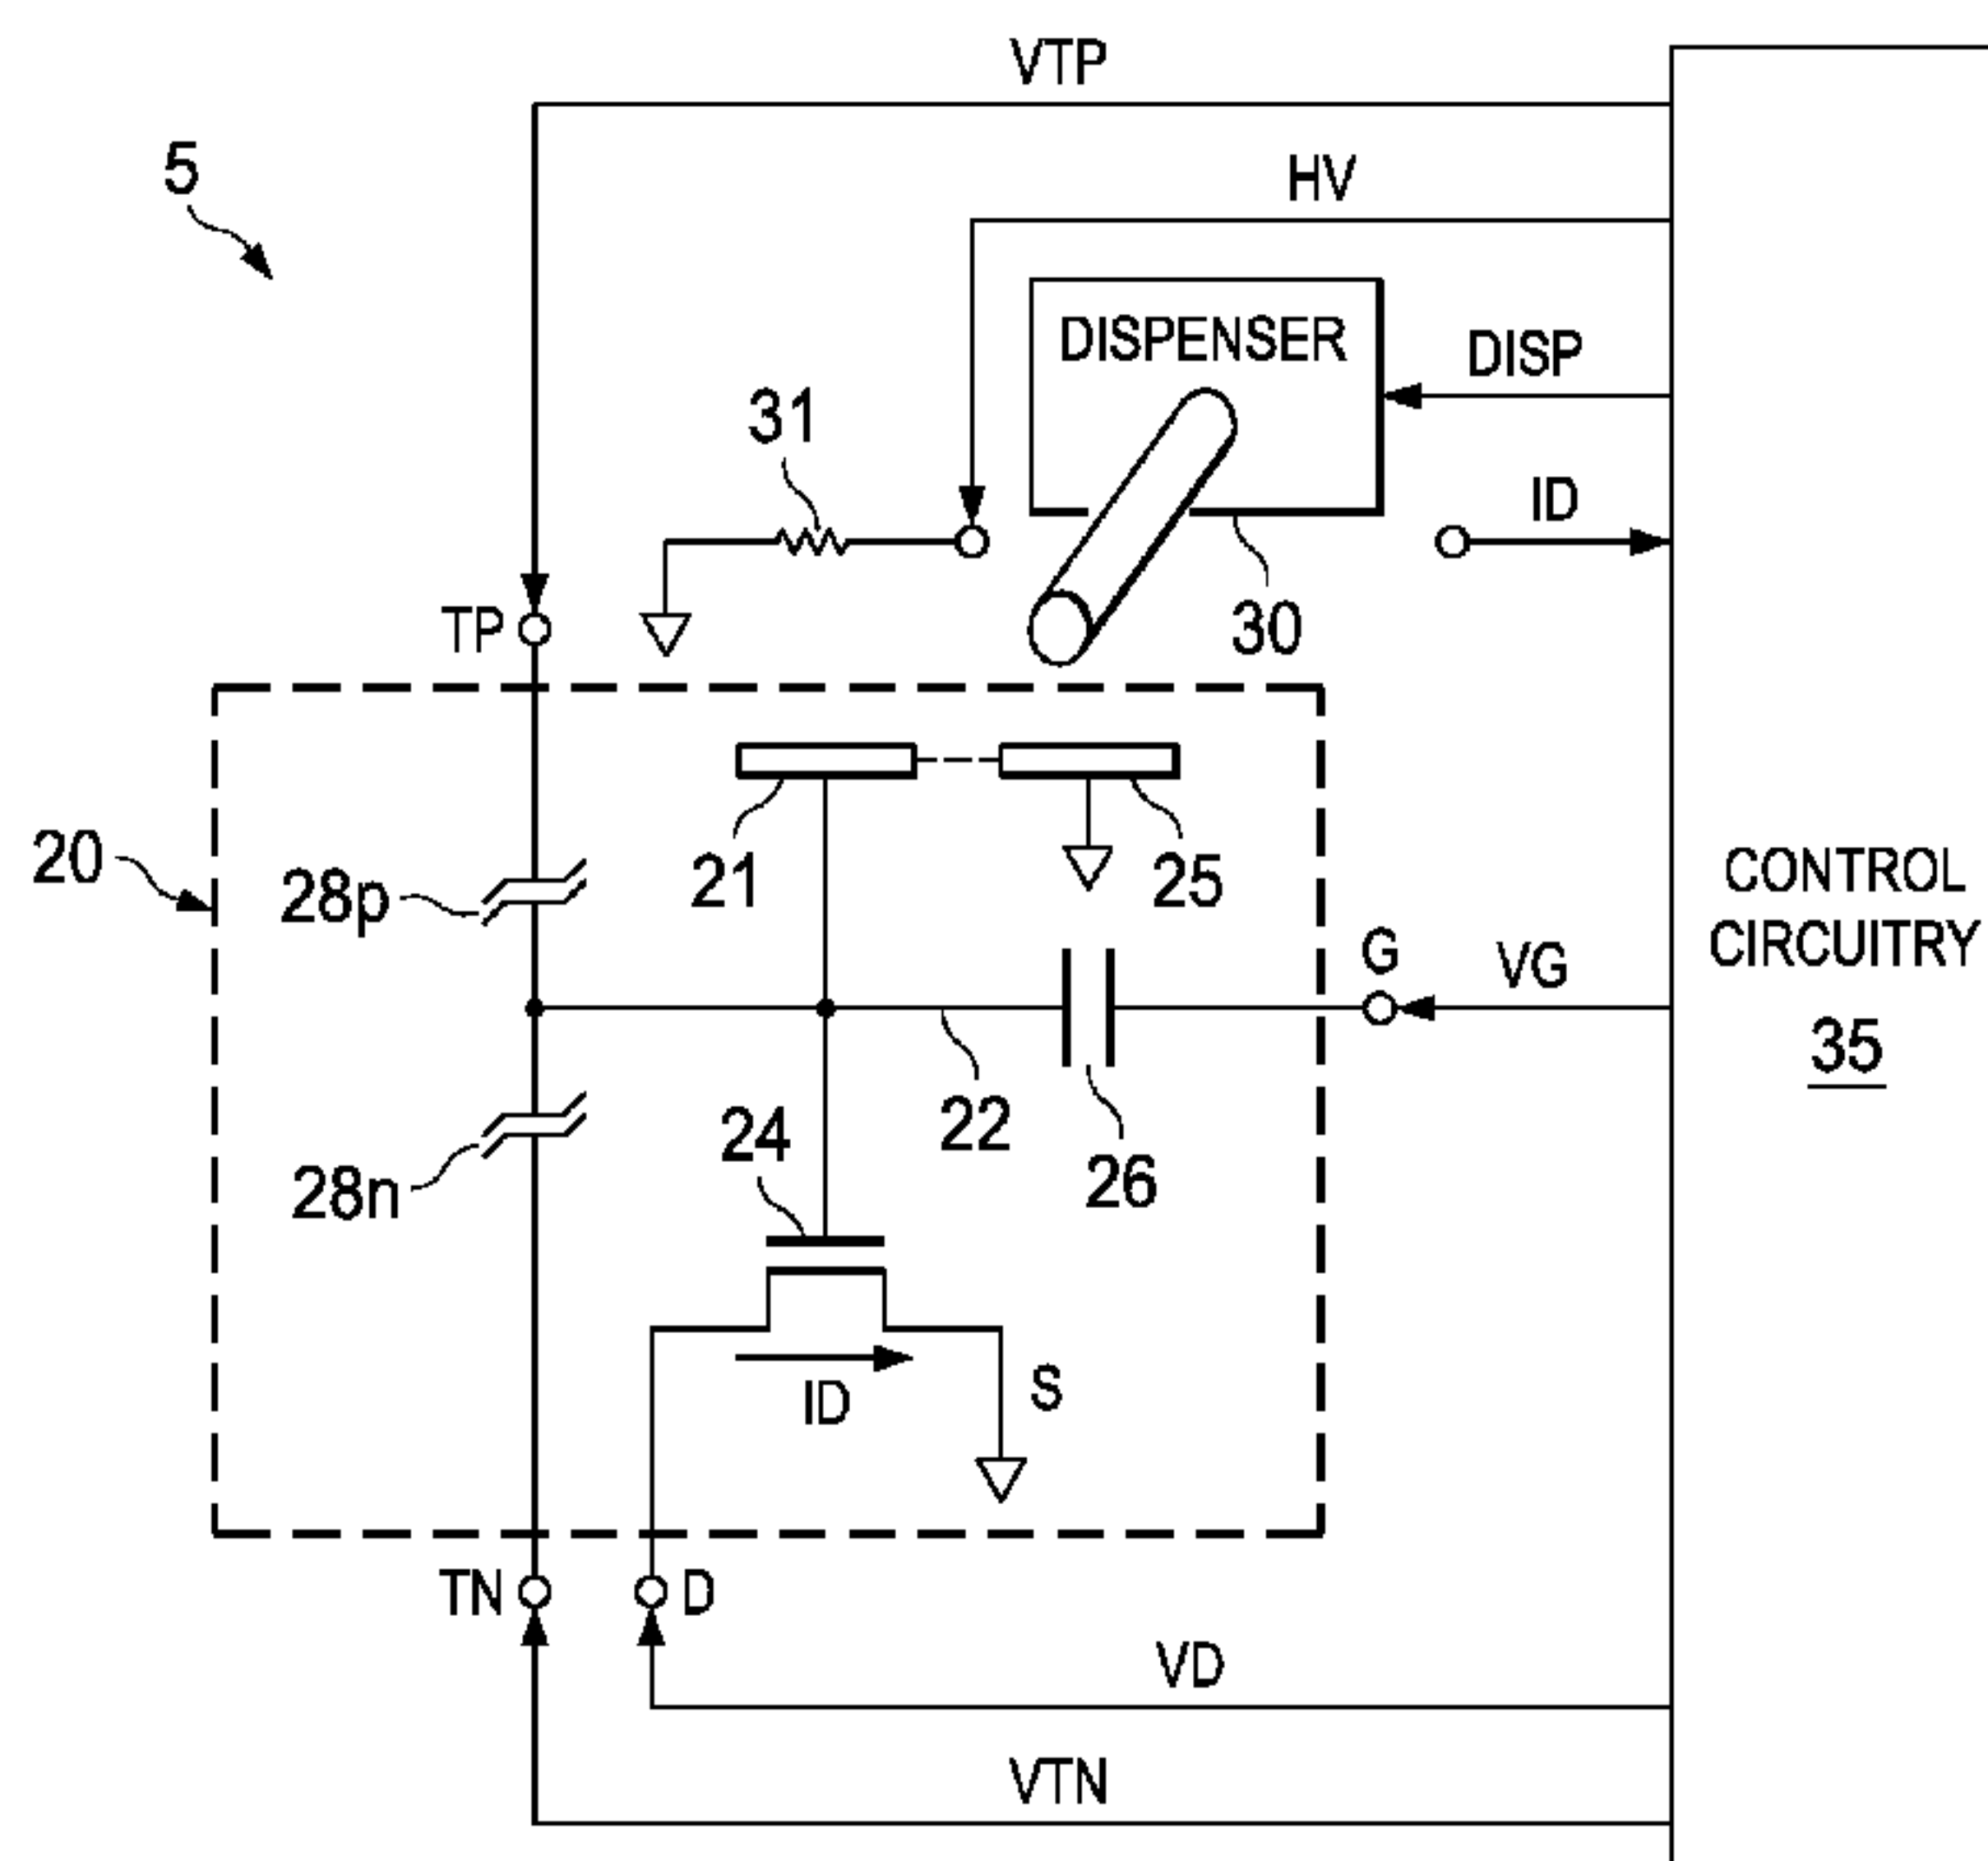 VTP
HV
5
DISPENSER
DISP
31
ID
TP
30
20
28p
21
25
CONTROL
CIRCUITRY
35
G
VG
22
24
26
28n
ID
S
TN
D
VD
VTN